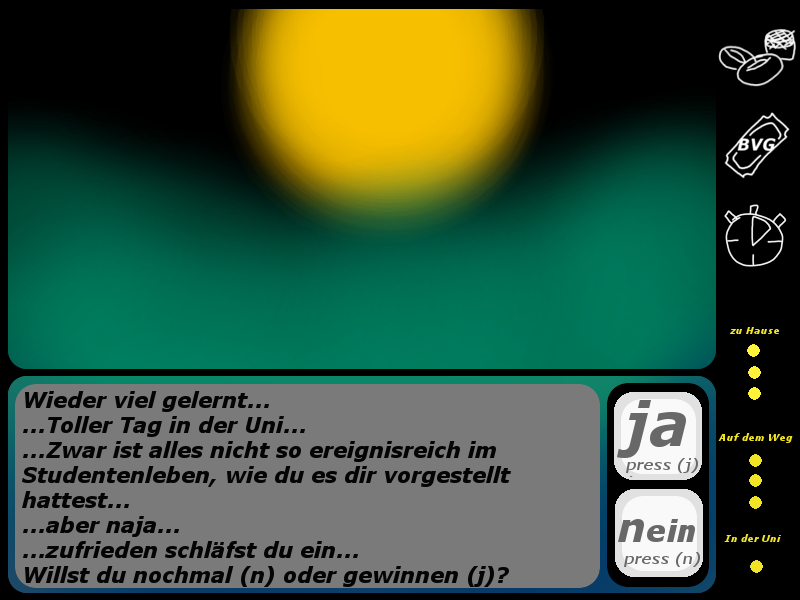 BVG
zu Hause
Auf dem Weg
In der Uni
Wieder viel gelernt...
...Toller Tag in der Uni...
...Zwar ist alles nicht so ereignisreich im
Studentenleben, wie du es dir vorgestellt
hattest...
...aber naja...
...zufrieden schläfst du ein...
Willst du nochmal (n) oder gewinnen (j)?
ja
press (j)
nein
press (n)